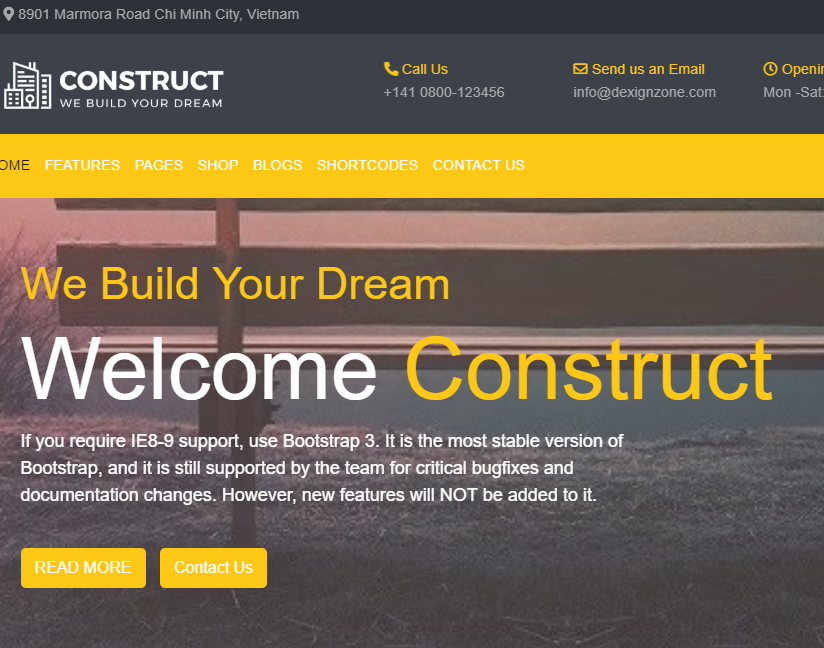 8901 Marmora Road Chi Minh City, Vietnam
CONSTRUCT
WE BUILD YOUR DREAM
Call Us
+141 0800-123456
Send us an Email
info@dexignzone.com
Mon -Sat:
FEATURES PAGES SHOP BLOGS SHORTCODES CONTACT US
We Build Your Dream
Welcome Construct
If you require IE8-9 support, use Bootstrap 3. It is the most stable version of
Bootstrap, and it is still supported by the team for critical bugfixes and
documentation changes. However, new features will NOT be added to it.
READ MORE Contact Us